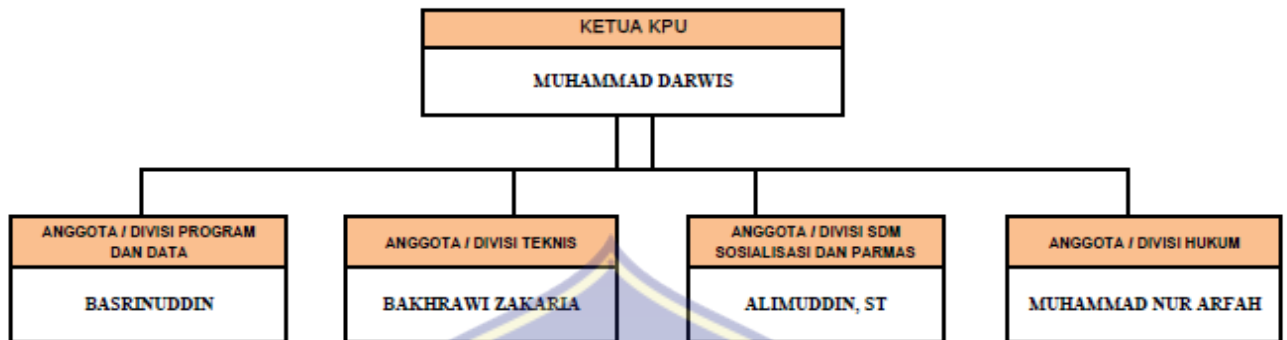 KETUA KPU
MUHAMMAD DARWIS
ANGGOTA / DIVISI PROGRAM
DAN DATA
BASRINUDDIN
ANGGOTA / DIVISI TEKNIS
BAKHRAWI ZAKARIA
ANGGOTA / DIVISI SDM
SOSIALISASI DAN PARMAS
ALIMUDDIN, ST
ANGGOTA / DIVISI HUKUM
MUHAMMAD NUR ARFAH